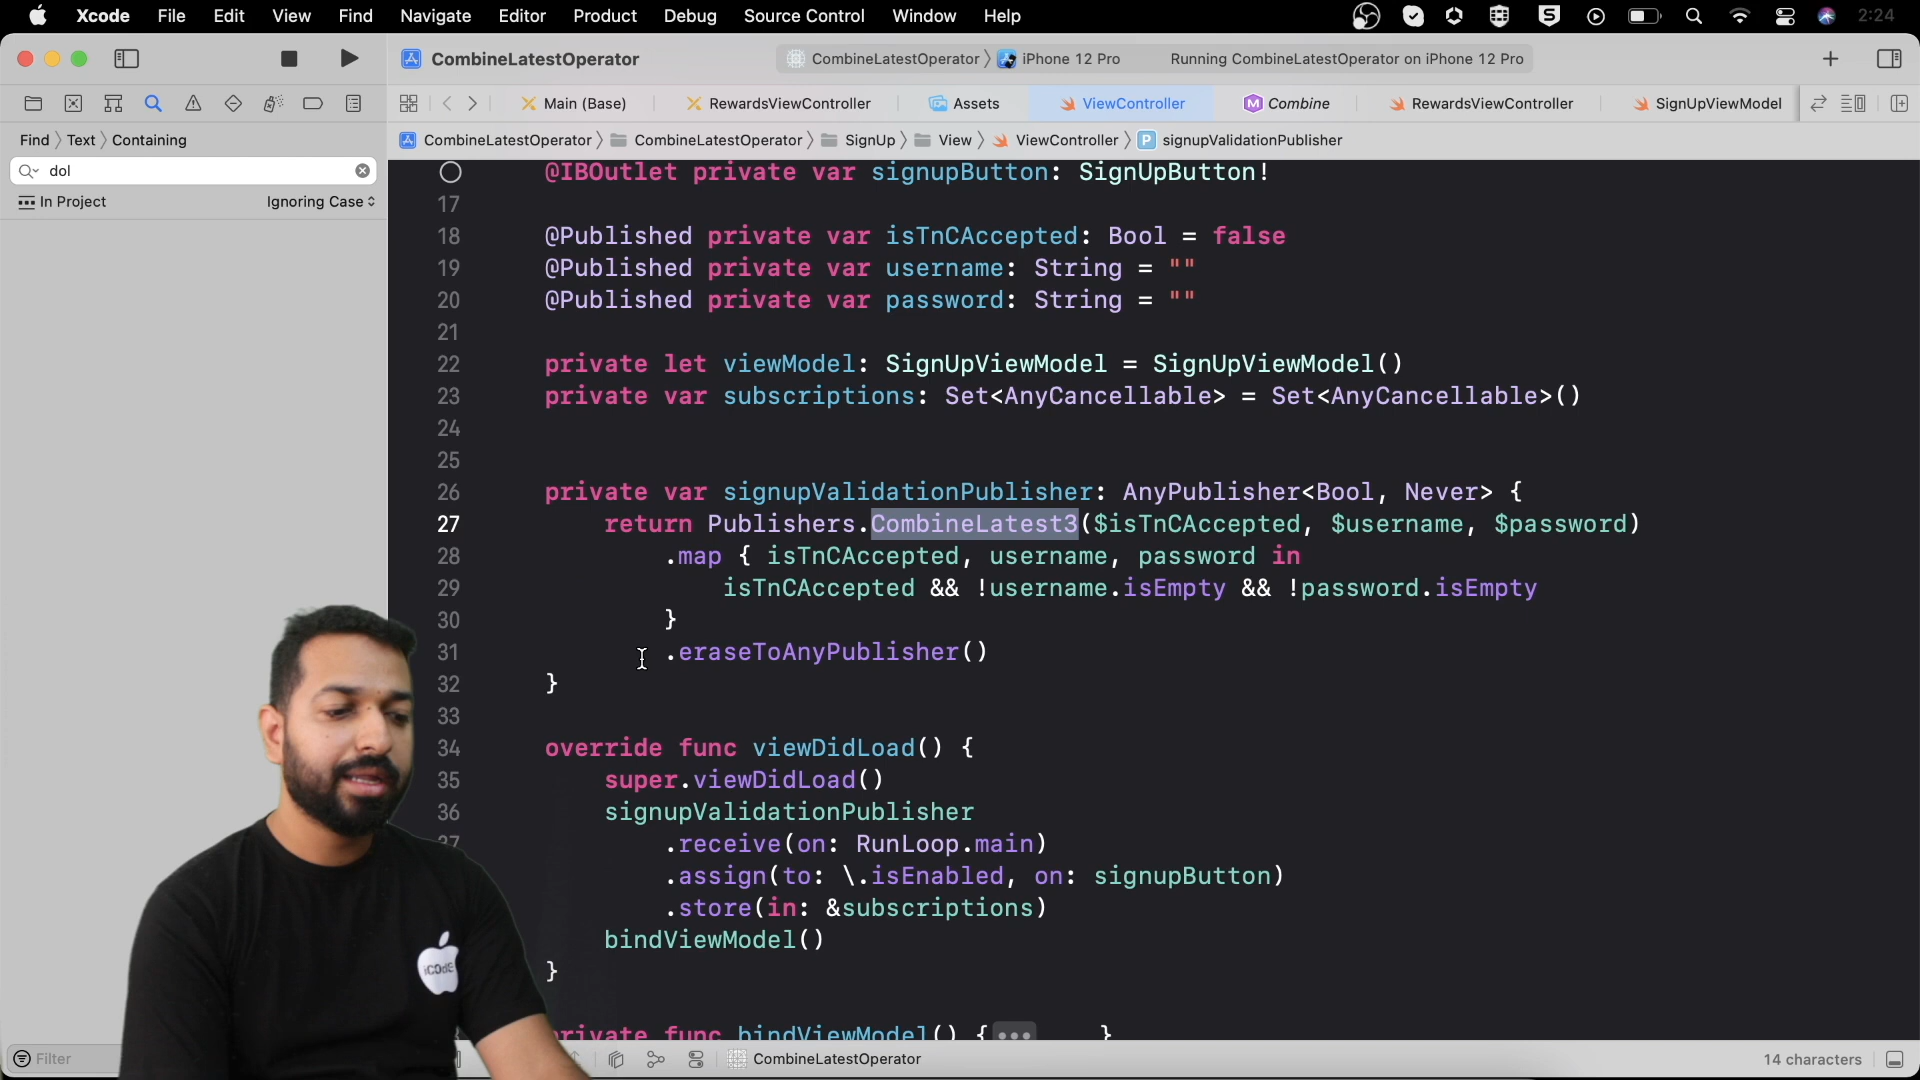 Xcode File Edit View Find Navigate Editor Product Debug Source Control Window Help 2:24
CombineLatestOperator CombineLatestOperator iPhone 12 Pro Running CombineLatestOperator on iPhone 12 Pro
Main (Base) RewardsViewController Assets ViewController Combine RewardsViewController SignUpViewModel
Find Text Containing
CombineLatestOperator CombineLatestOperator SignUp View ViewController P signupValidationPublisher
dol
In Project Ignoring Case
@IBOutlet private var signupButton: SignUpButton!
17
18 @Published private var isTnCAccepted: Bool = false
19 @Published private var username: String = ""
20 @Published private var password: String = ""
21
22 private let viewModel: SignUpViewModel = SignUpViewModel()
23 private var subscriptions: Set<AnyCancellable> = Set<AnyCancellable>()
24
25
26 private var signupValidationPublisher: AnyPublisher<Bool, Never> {
27 return Publishers.CombineLatest3($isTnCAccepted, $username, $password)
28 .map { isTnCAccepted, username, password in
29 isTnCAccepted && !username.isEmpty && !password.isEmpty
30 }
31 .eraseToAnyPublisher()
32 }
33
34 override func viewDidLoad() {
35 super.viewDidLoad()
36 signupValidationPublisher
37 .receive(on: RunLoop.main)
.assign(to: \.isEnabled, on: signupButton)
.store(in: &subscriptions)
bindViewModel()
}
private func bindViewModel() { ••• }
iCODE
Filter
CombineLatestOperator
14 characters